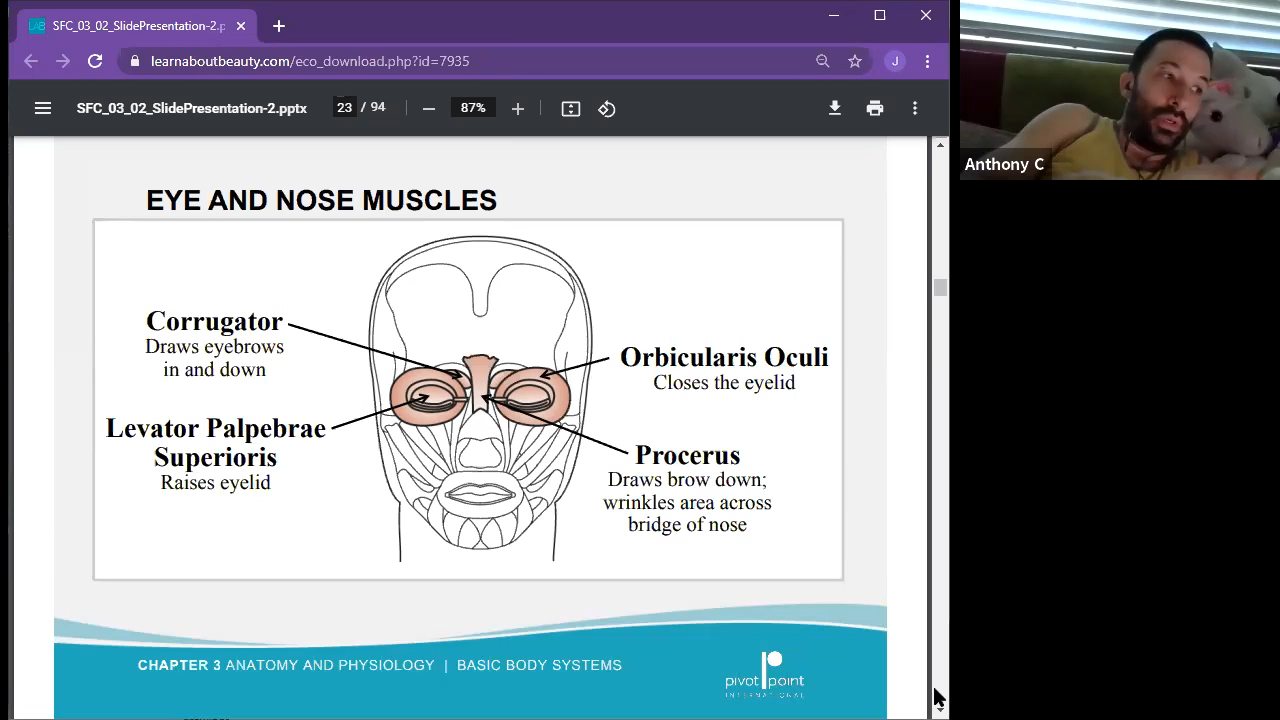 SFC_03_02_SlidePresentation-2.p
learnaboutbeauty.com/eco_download.php?id=7935
J
SFC_03_02_SlidePresentation-2.pptx
23 / 94
87%
Anthony C
EYE AND NOSE MUSCLES
Corrugator
Draws eyebrows
in and down
Levator Palpebrae
Superioris
Raises eyelid
Orbicularis Oculi
Closes the eyelid
Procerus
Draws brow down;
wrinkles area across
bridge of nose
CHAPTER 3 ANATOMY AND PHYSIOLOGY | BASIC BODY SYSTEMS
pivot point
INTERNATIONAL